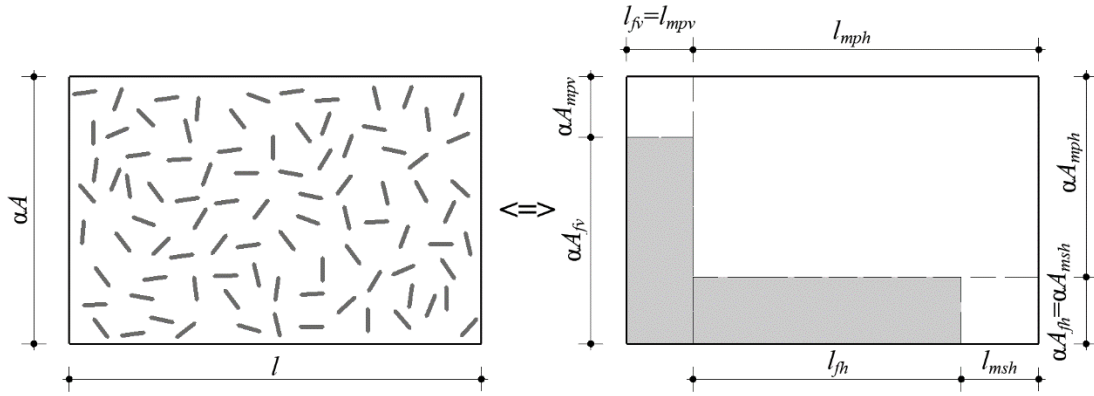 l_fv=l_mpv
l_mph
αA
αA_mpv
αA_fv
<=>
αA_mph
αA_fh=αA_msh
l
l_fh
l_msh